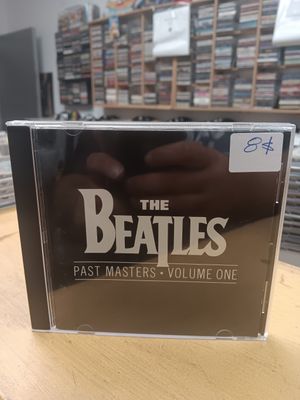 8$
THE
BEATLES
PAST MASTERS • VOLUME ONE